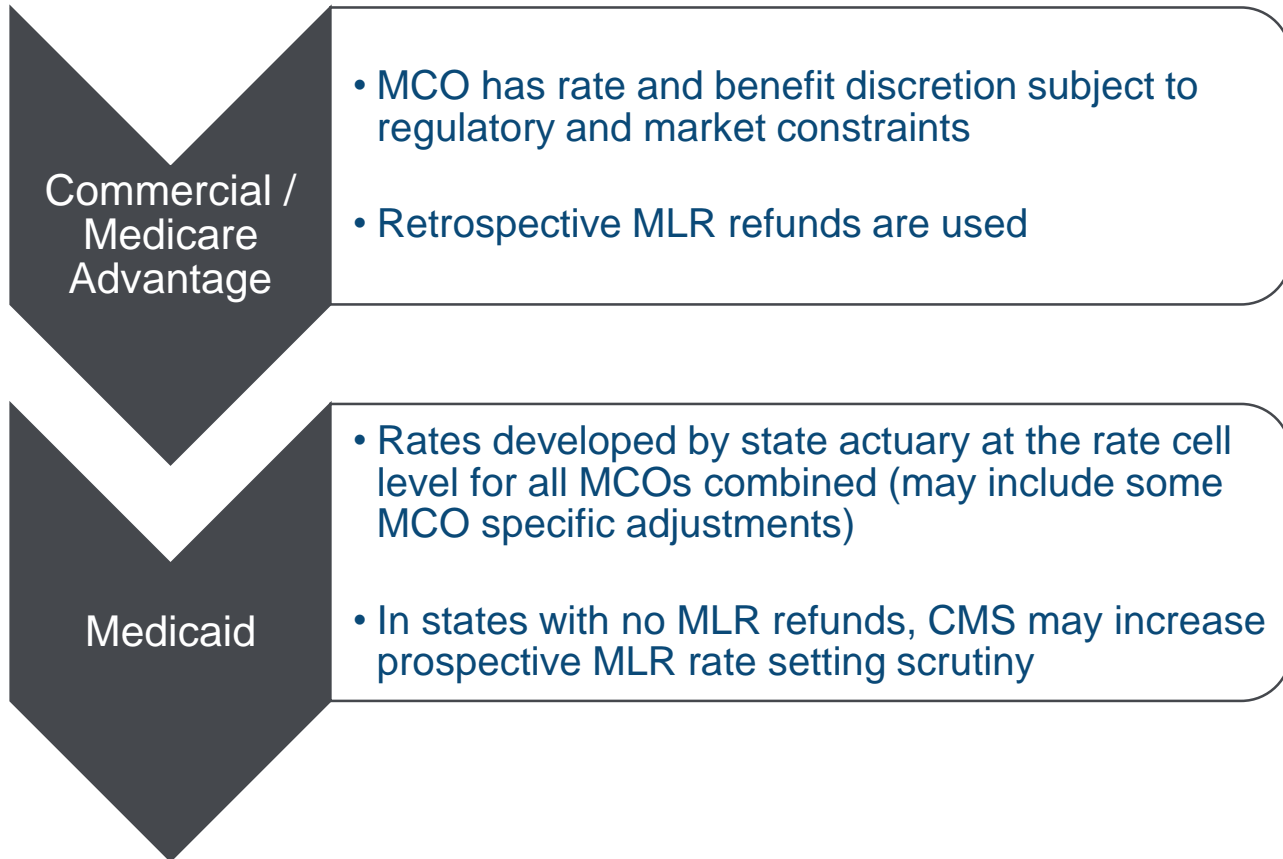 Commercial /
Medicare
Advantage
• MCO has rate and benefit discretion subject to
regulatory and market constraints
• Retrospective MLR refunds are used
Medicaid
• Rates developed by state actuary at the rate cell
level for all MCOs combined (may include some
MCO specific adjustments)
• In states with no MLR refunds, CMS may increase
prospective MLR rate setting scrutiny